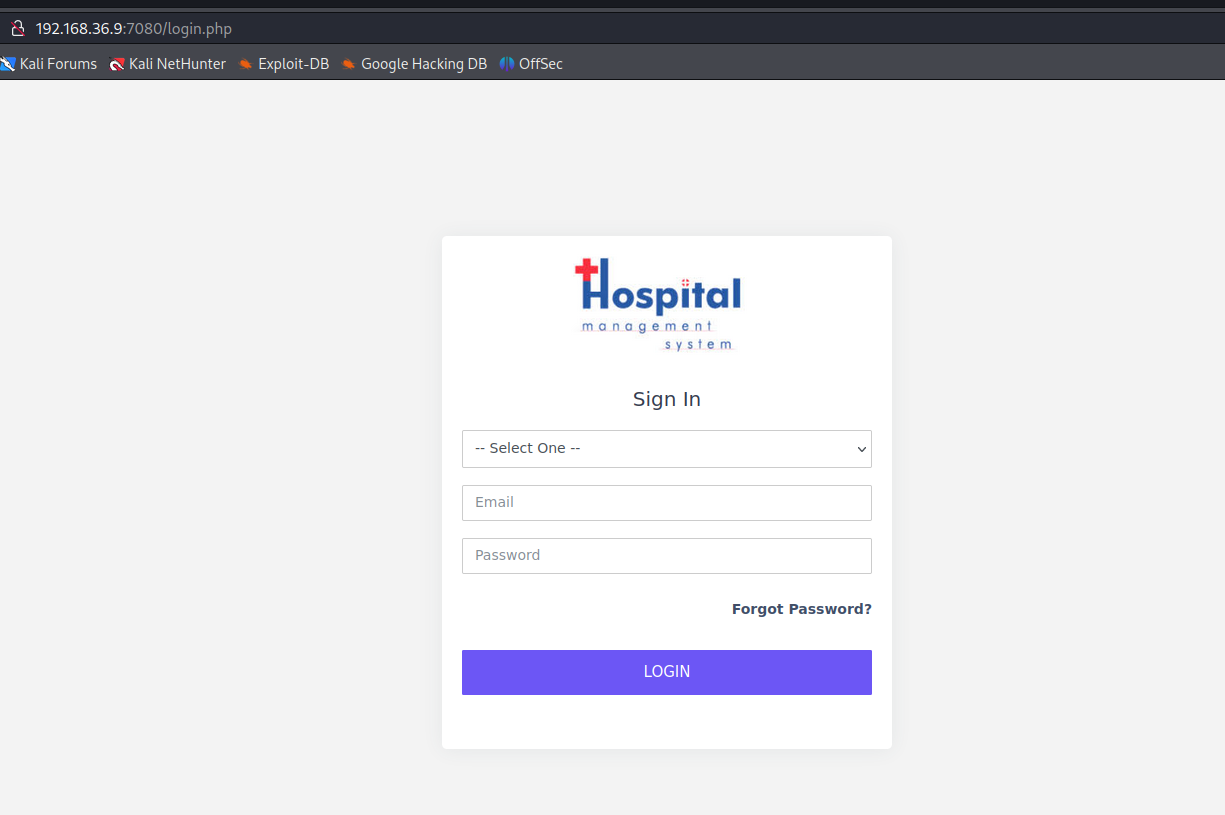 192.168.36.9:7080/login.php
Kali Forums Kali NetHunter Exploit-DB Google Hacking DB OffSec
Hospital
management
system
Sign In
-- Select One --
Email
Password
Forgot Password?
LOGIN